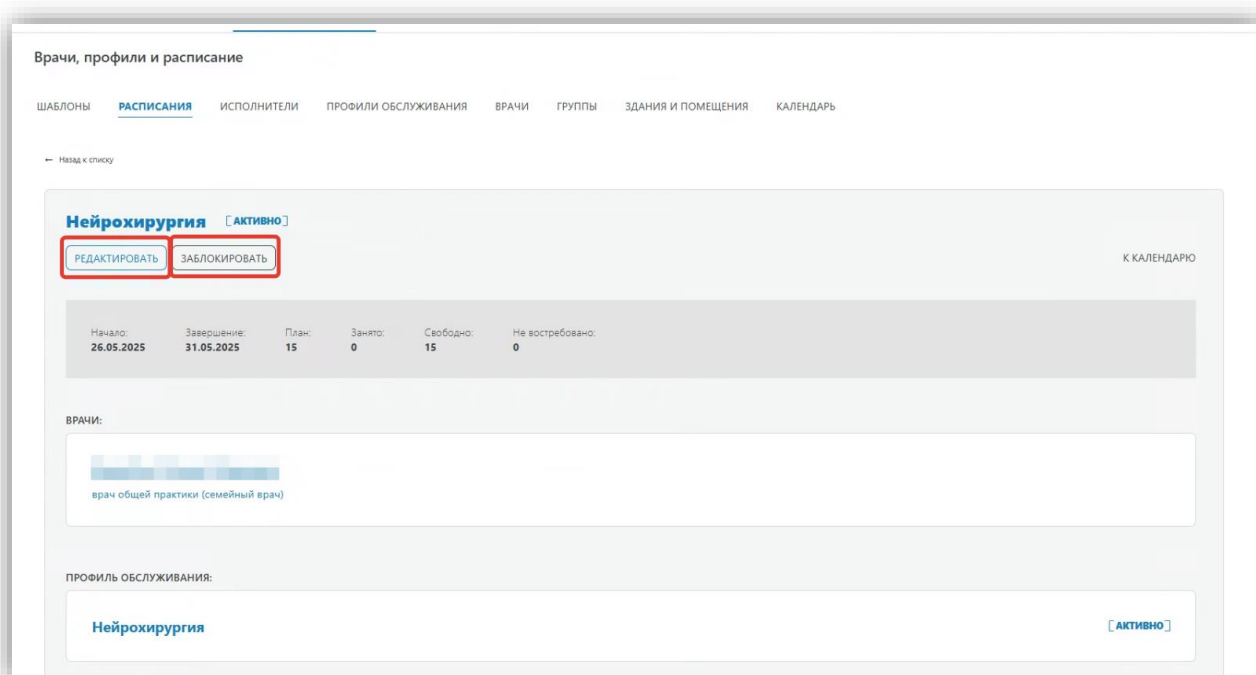 Врачи, профили и расписание
ШАБЛОНЫ РАСПИСАНИЯ ИСПОЛНИТЕЛИ ПРОФИЛИ ОБСЛУЖИВАНИЯ ВРАЧИ ГРУППЫ ЗДАНИЯ И ПОМЕЩЕНИЯ КАЛЕНДАРЬ
← Назад к списку
Нейрохирургия [АКТИВНО]
РЕДАКТИРОВАТЬ ЗАБЛОКИРОВАТЬ К КАЛЕНДАРЮ
Начало: Завершение: План: Занято: Свободно: Не востребовано:
26.05.2025 31.05.2025 15 0 15 0
ВРАЧИ:
врач общей практики (семейный врач)
ПРОФИЛЬ ОБСЛУЖИВАНИЯ:
Нейрохирургия [АКТИВНО]